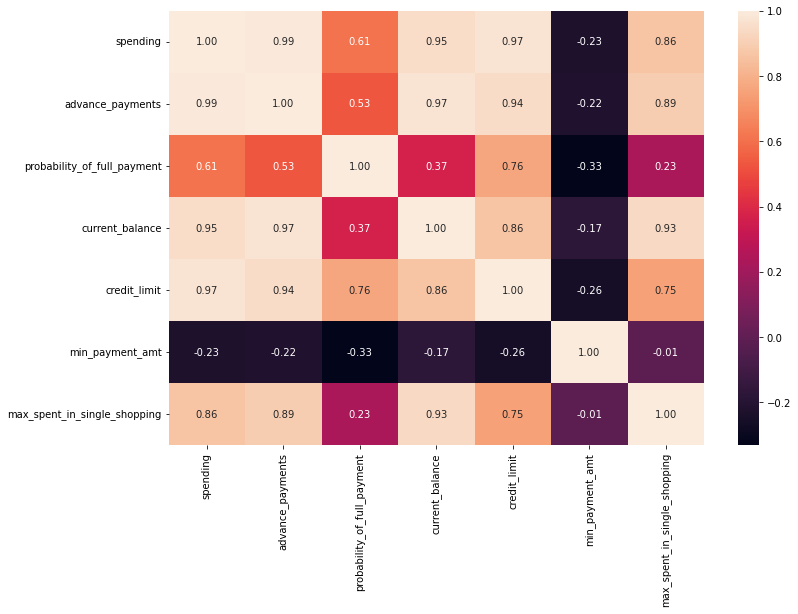 spending 1.00 0.99 0.61 0.95 0.97 -0.23 0.86
advance_payments 0.99 1.00 0.53 0.97 0.94 -0.22 0.89
probability_of_full_payment 0.61 0.53 1.00 0.37 0.76 -0.33 0.23
current_balance 0.95 0.97 0.37 1.00 0.86 -0.17 0.93
credit_limit 0.97 0.94 0.76 0.86 1.00 -0.26 0.75
min_payment_amt -0.23 -0.22 -0.33 -0.17 -0.26 1.00 -0.01
max_spent_in_single_shopping 0.86 0.89 0.23 0.93 0.75 -0.01 1.00
spending
advance_payments
probability_of_full_payment
current_balance
credit_limit
min_payment_amt
max_spent_in_single_shopping
1.0
0.8
0.6
0.4
0.2
0.0
−0.2